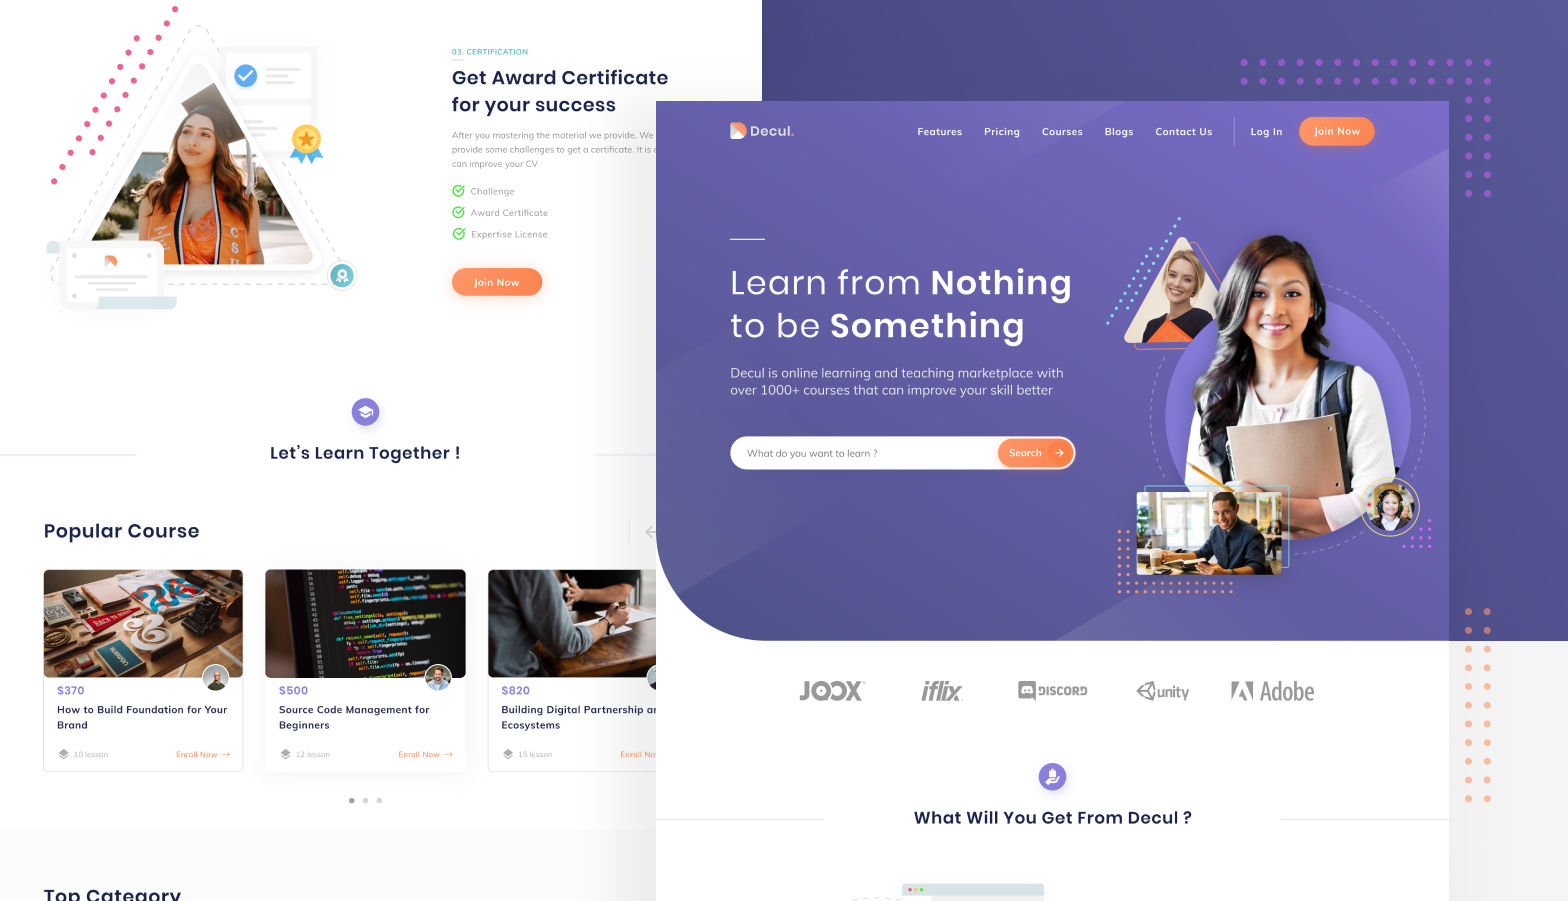 03. CERTIFICATION
Get Award Certificate
for your success
After you mastering the material we provide, We
provide some challenges to get a certificate. It is
can improve your CV
Challenge
Award Certificate
Expertise License
Join Now
Let's Learn Together !
Popular Course
$370
How to Build Foundation for Your
Brand
10 lesson
Enroll Now →
$500
Source Code Management for
Beginners
12 lesson
Enroll Now →
$820
Building Digital Partnership
Ecosystems
15 lesson
Enroll
Top Category
Decul.
Features
Pricing
Courses
Blogs
Contact Us
Log In
Join Now
Learn from Nothing
to be Something
Decul is online learning and teaching marketplace with
over 1000+ courses that can improve your skill better
What do you want to learn ?
Search →
JOOX
iflix
DISCORD
unity
Adobe
What Will You Get From Decul ?